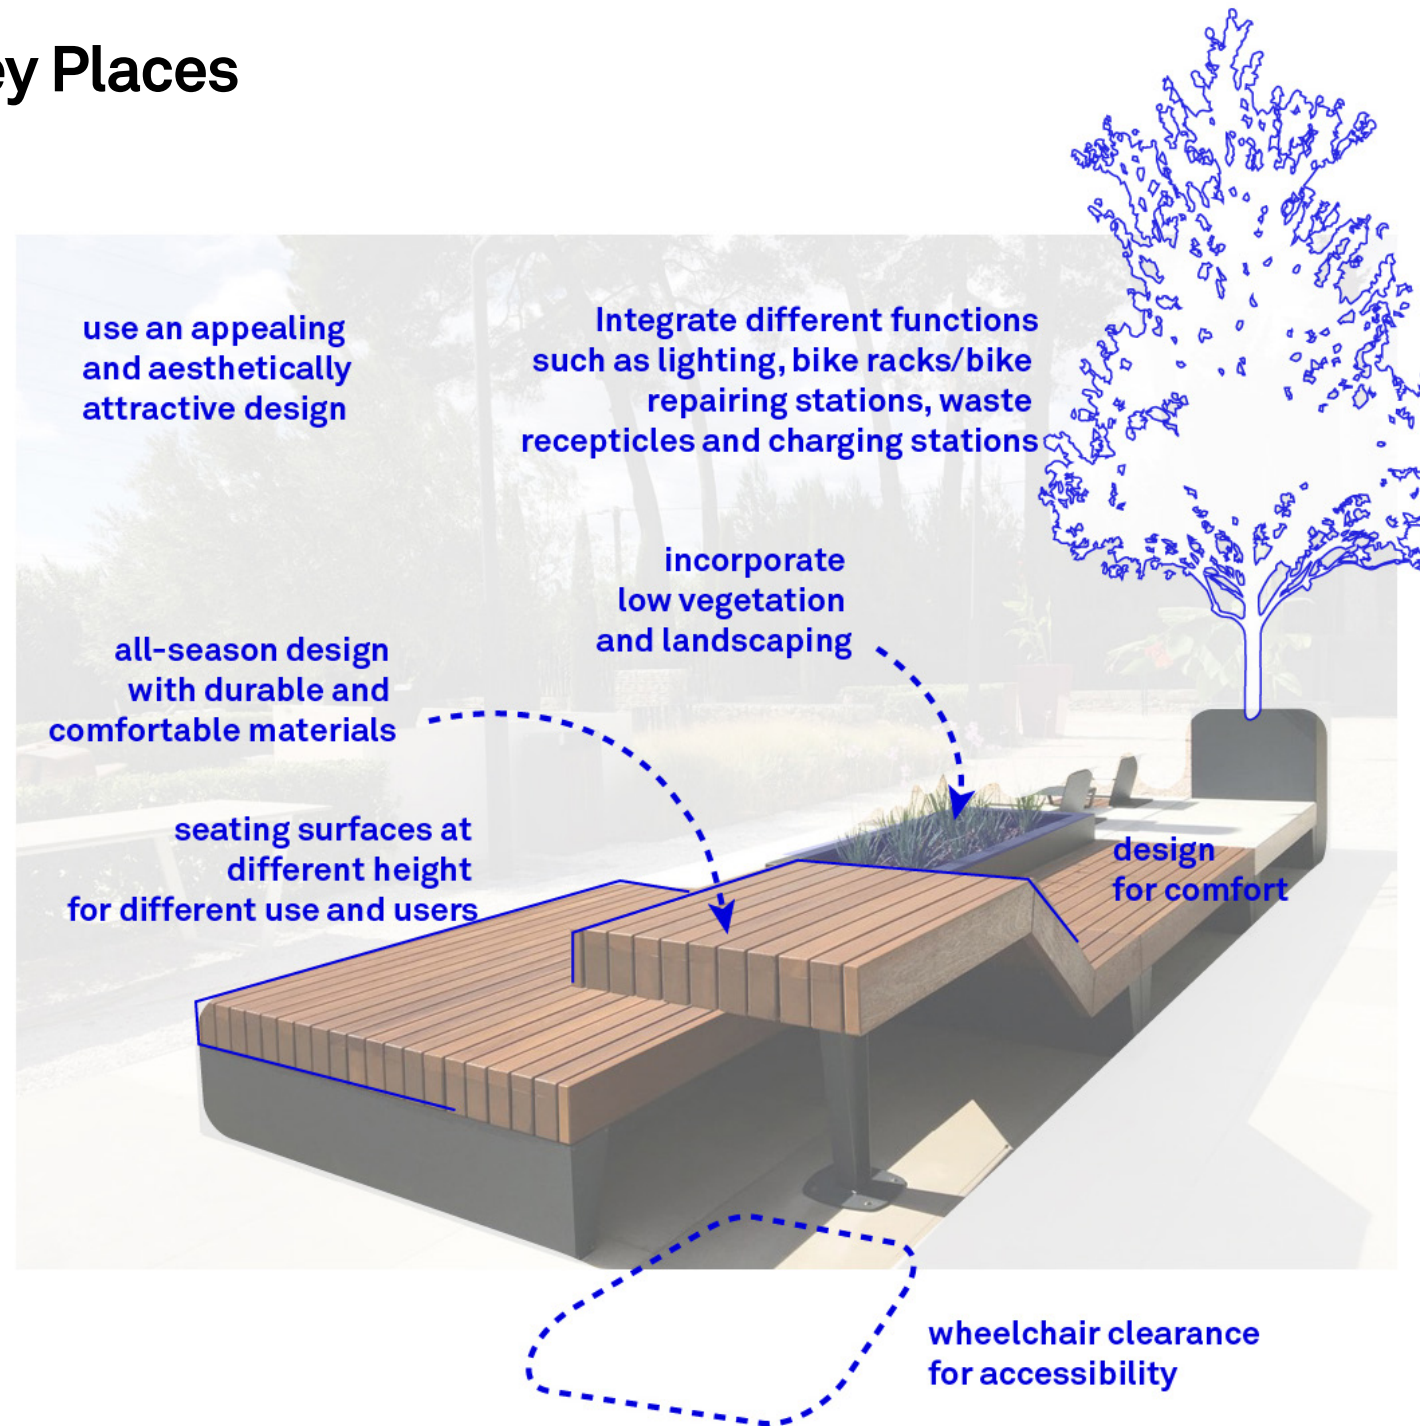 ey Places
use an appealing
and aesthetically
attractive design
Integrate different functions
such as lighting, bike racks/bike
repairing stations, waste
recepticles and charging stations
incorporate
low vegetation
and landscaping
all-season design
with durable and
comfortable materials
seating surfaces at
different height
for different use and users
design
for comfort
wheelchair clearance
for accessibility